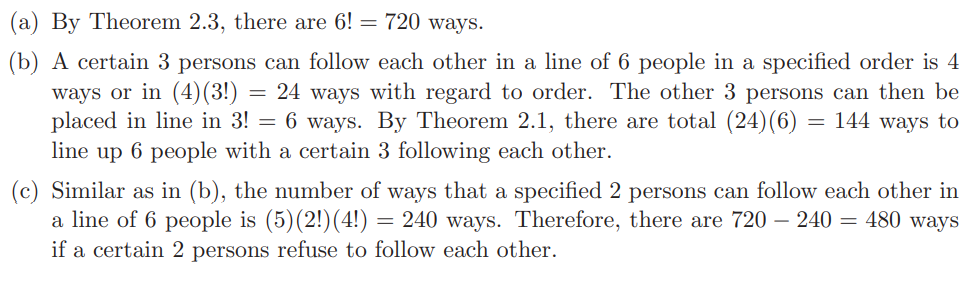 (a) By Theorem 2.3, there are 6! = 720 ways.
(b) A certain 3 persons can follow each other in a line of 6 people in a specified order is 4
ways or in (4)(3!) = 24 ways with regard to order. The other 3 persons can then be
placed in line in 3! = 6 ways. By Theorem 2.1, there are total (24)(6) = 144 ways to
line up 6 people with a certain 3 following each other.
(c) Similar as in (b), the number of ways that a specified 2 persons can follow each other in
a line of 6 people is (5)(2!)(4!) = 240 ways. Therefore, there are 720 − 240 = 480 ways
if a certain 2 persons refuse to follow each other.